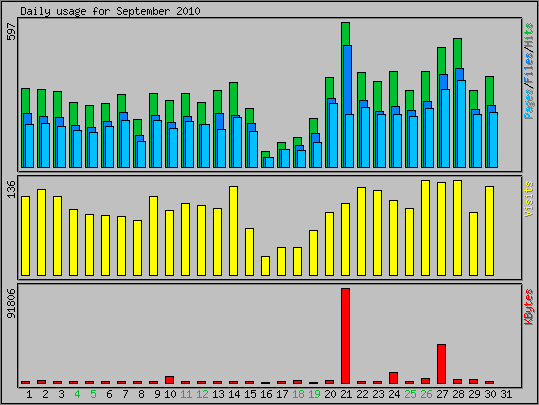 Daily usage for September 2010
597
Pages/Files/Hits
136
Visits
91806
KBytes
1 2 3 4 5 6 7 8 9 10 11 12 13 14 15 16 17 18 19 20 21 22 23 24 25 26 27 28 29 30 31